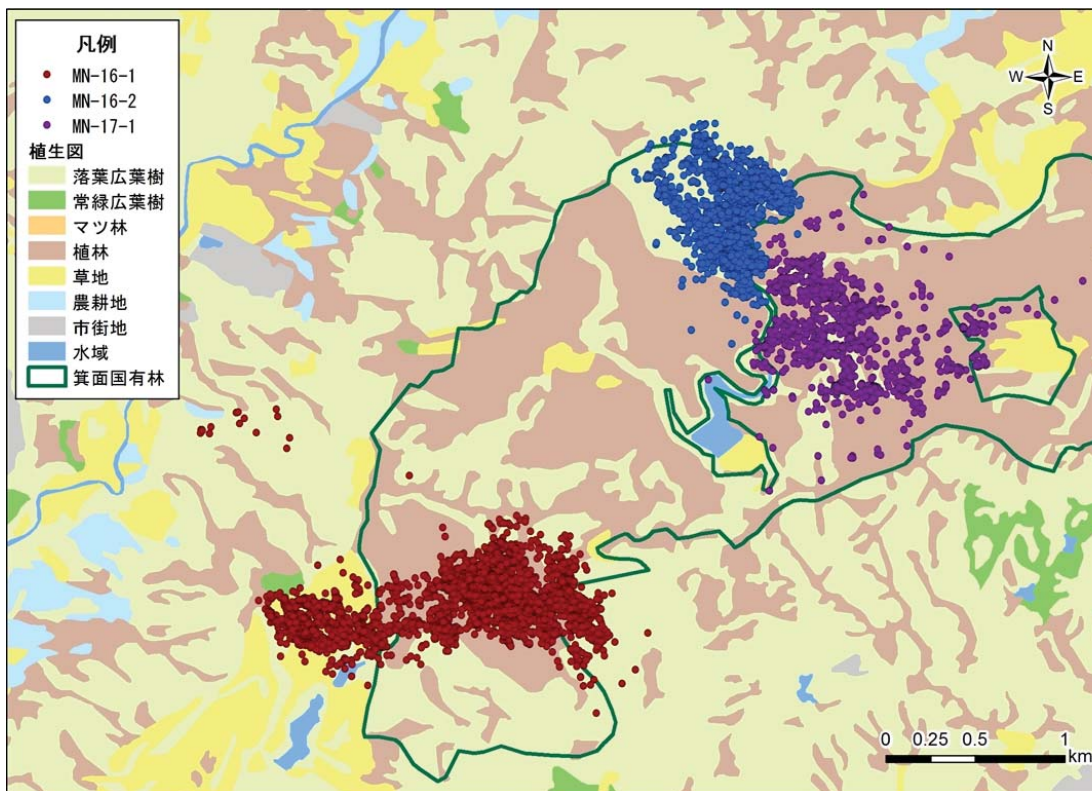 凡例
MN-16-1
MN-16-2
MN-17-1
植生図
落葉広葉樹
常緑広葉樹
マツ林
植林
草地
農耕地
市街地
水域
箕面国有林
N
W E
S
0 0.25 0.5 1
km